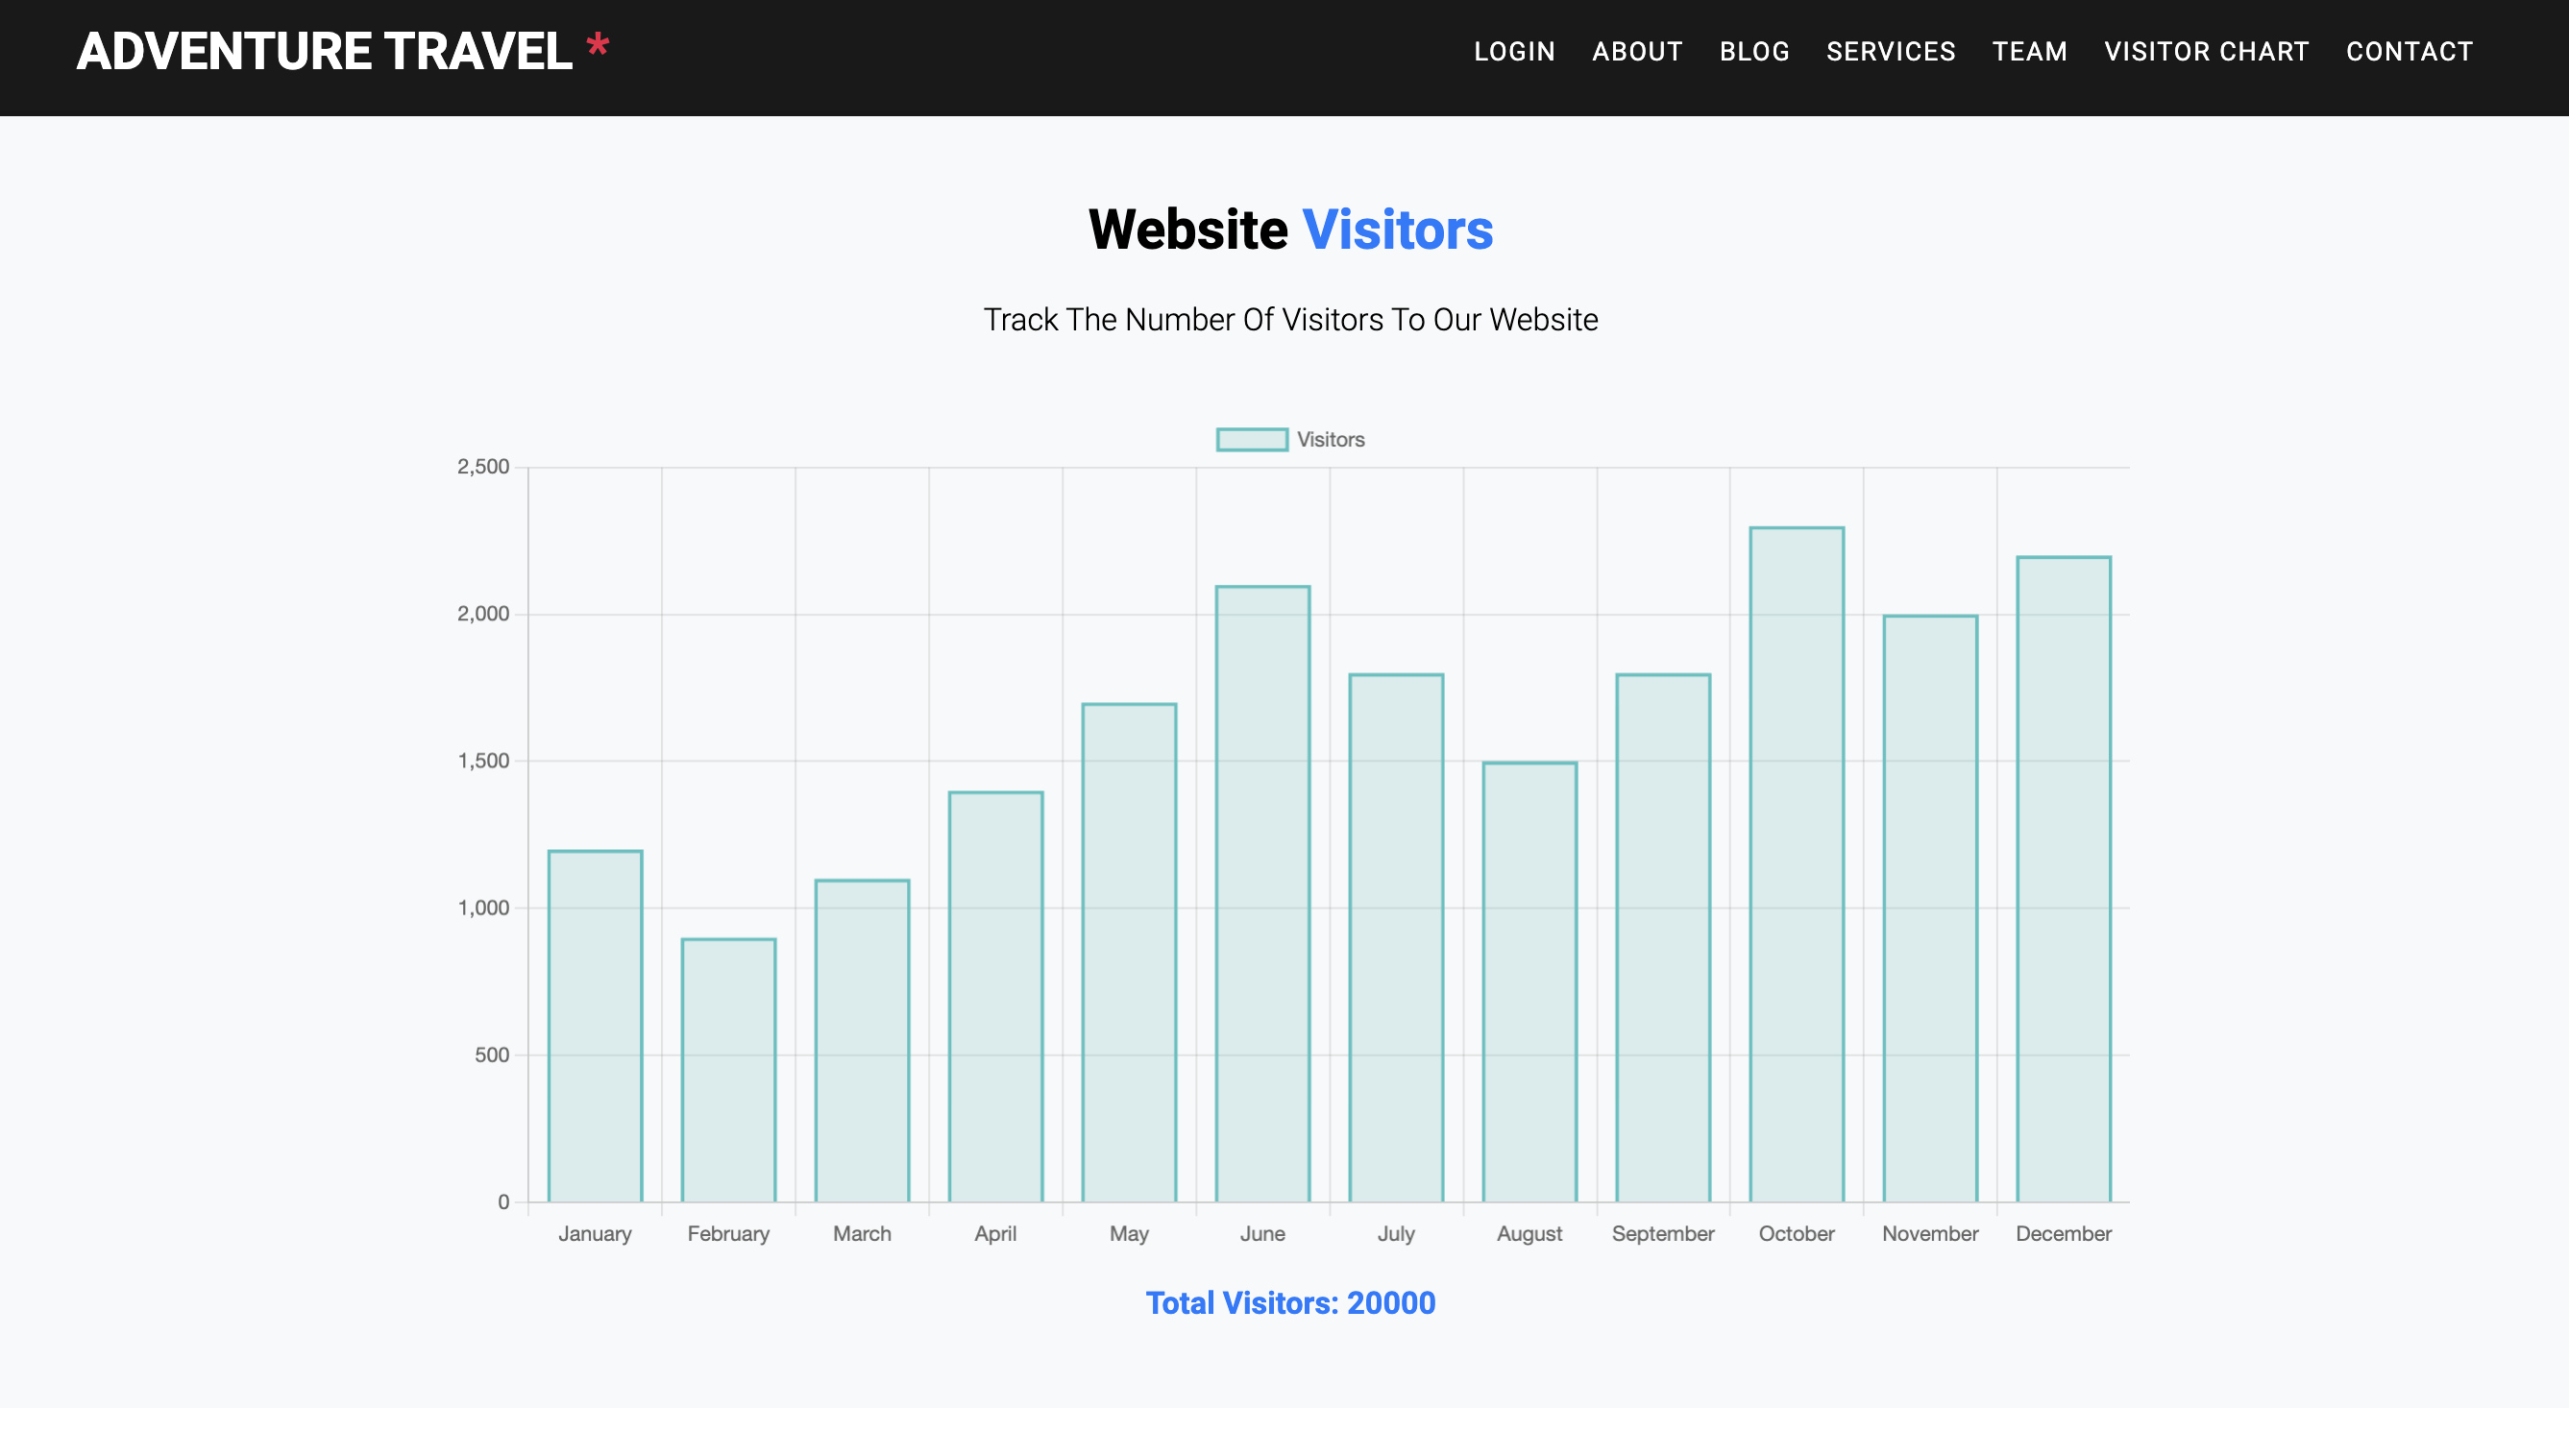 ADVENTURE TRAVEL *
LOGIN ABOUT BLOG SERVICES TEAM VISITOR CHART CONTACT
Website Visitors
Track The Number Of Visitors To Our Website
Visitors
2,500
2,000
1,500
1,000
500
0
January February March April May June July August September October November December
Total Visitors: 20000